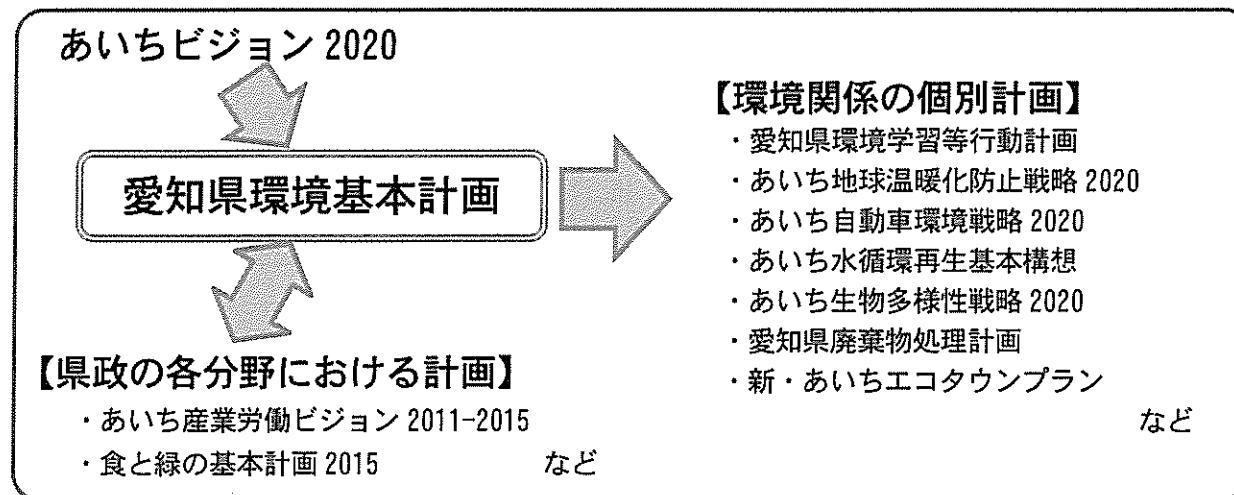 あいちビジョン 2020
愛知県環境基本計画
【県政の各分野における計画】
・あいち産業労働ビジョン 2011-2015
・食と緑の基本計画 2015 など
【環境関係の個別計画】
・愛知県環境学習等行動計画
・あいち地球温暖化防止戦略 2020
・あいち自動車環境戦略 2020
・あいち水循環再生基本構想
・あいち生物多様性戦略 2020
・愛知県廃棄物処理計画
・新・あいちエコタウンプラン
など